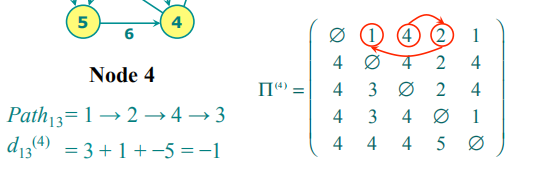 5 4
6
Node 4
Path₁₃ = 1 → 2 → 4 → 3
d₁₃⁽⁴⁾ = 3 + 1 + −5 = −1
Π⁽⁴⁾ =
∅ 1 4 2 1
4 ∅ 4 2 4
4 3 ∅ 2 4
4 3 4 ∅ 1
4 4 4 5 ∅